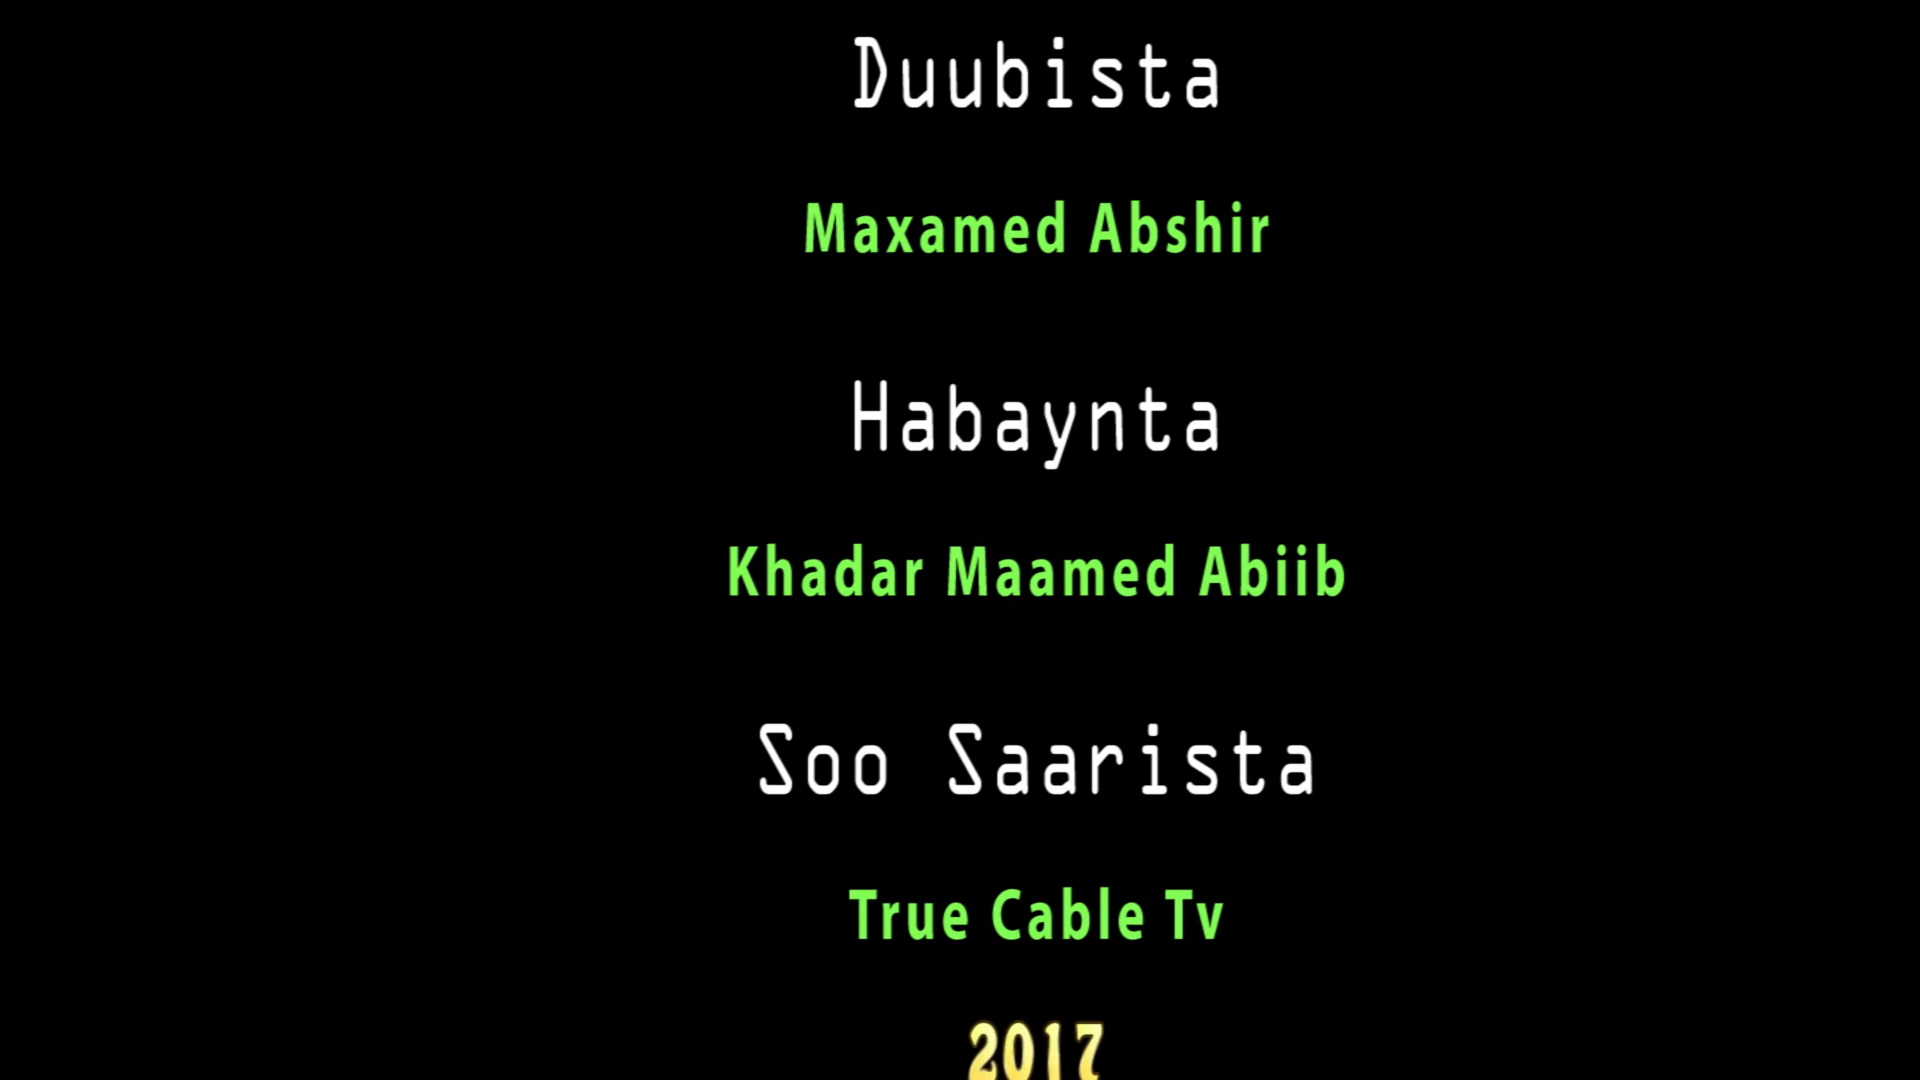 Duubista
Maxamed Abshir
Habaynta
Khadar Maamed Abiib
Soo Saarista
True Cable Tv
2017